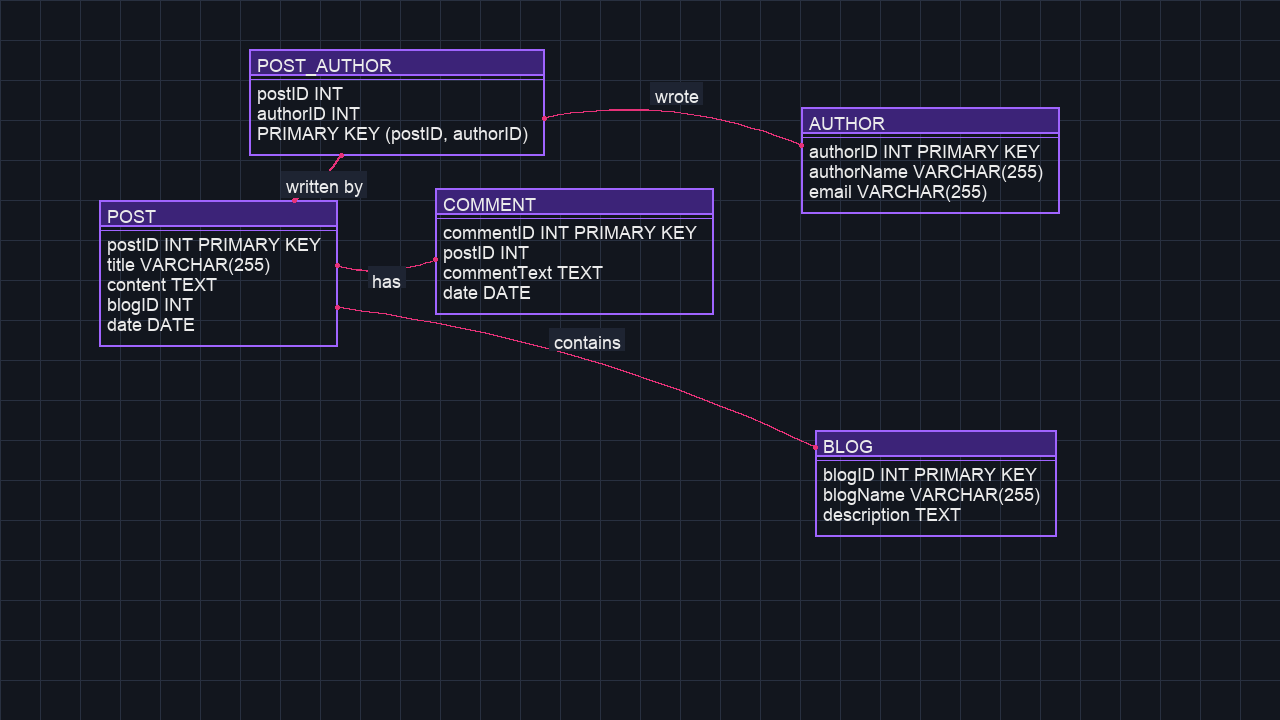 POST_AUTHOR
postID INT
authorID INT
PRIMARY KEY (postID, authorID)
wrote
AUTHOR
authorID INT PRIMARY KEY
authorName VARCHAR(255)
email VARCHAR(255)
written by
POST
postID INT PRIMARY KEY
title VARCHAR(255)
content TEXT
blogID INT
date DATE
has
COMMENT
commentID INT PRIMARY KEY
postID INT
commentText TEXT
date DATE
contains
BLOG
blogID INT PRIMARY KEY
blogName VARCHAR(255)
description TEXT